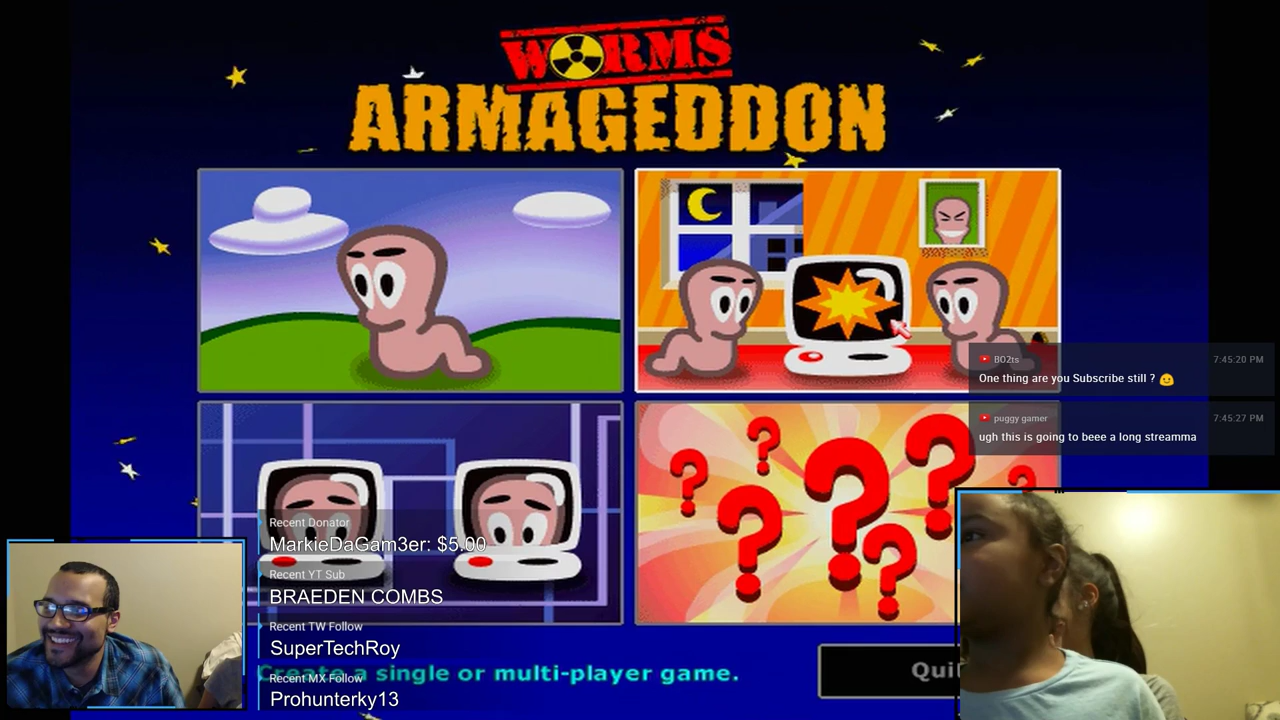 WORMS
ARMAGEDDON
BO2ts
7:45:20 PM
One thing are you Subscribe still ?
puggy gamer
7:45:27 PM
ugh this is going to beee a long streamma
Recent Donator
MarkieDaGam3er: $5.00
Recent YT Sub
BRAEDEN COMBS
Recent TW Follow
SuperTechRoy
Create a single or multi-player game.
Recent MX Follow
Prohunterky13